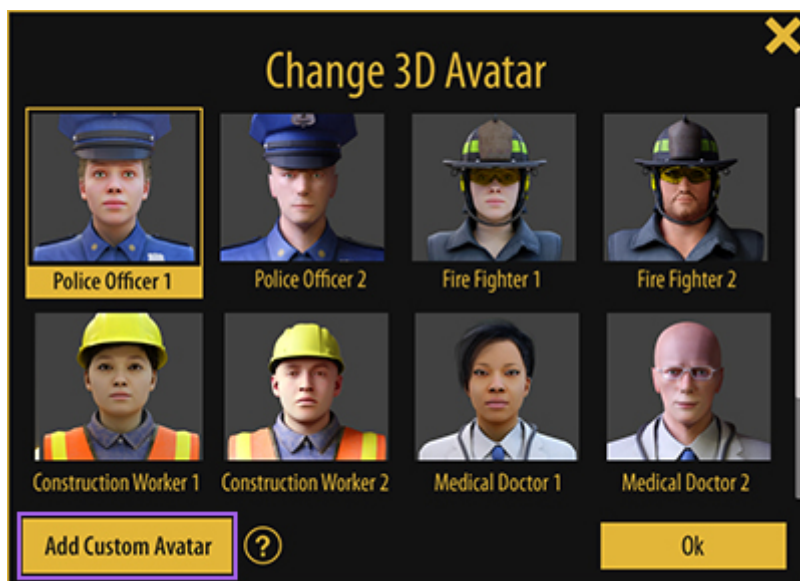 Change 3D Avatar
Police Officer 1
Police Officer 2
Fire Fighter 1
Fire Fighter 2
Construction Worker 1
Construction Worker 2
Medical Doctor 1
Medical Doctor 2
Add Custom Avatar
?
Ok